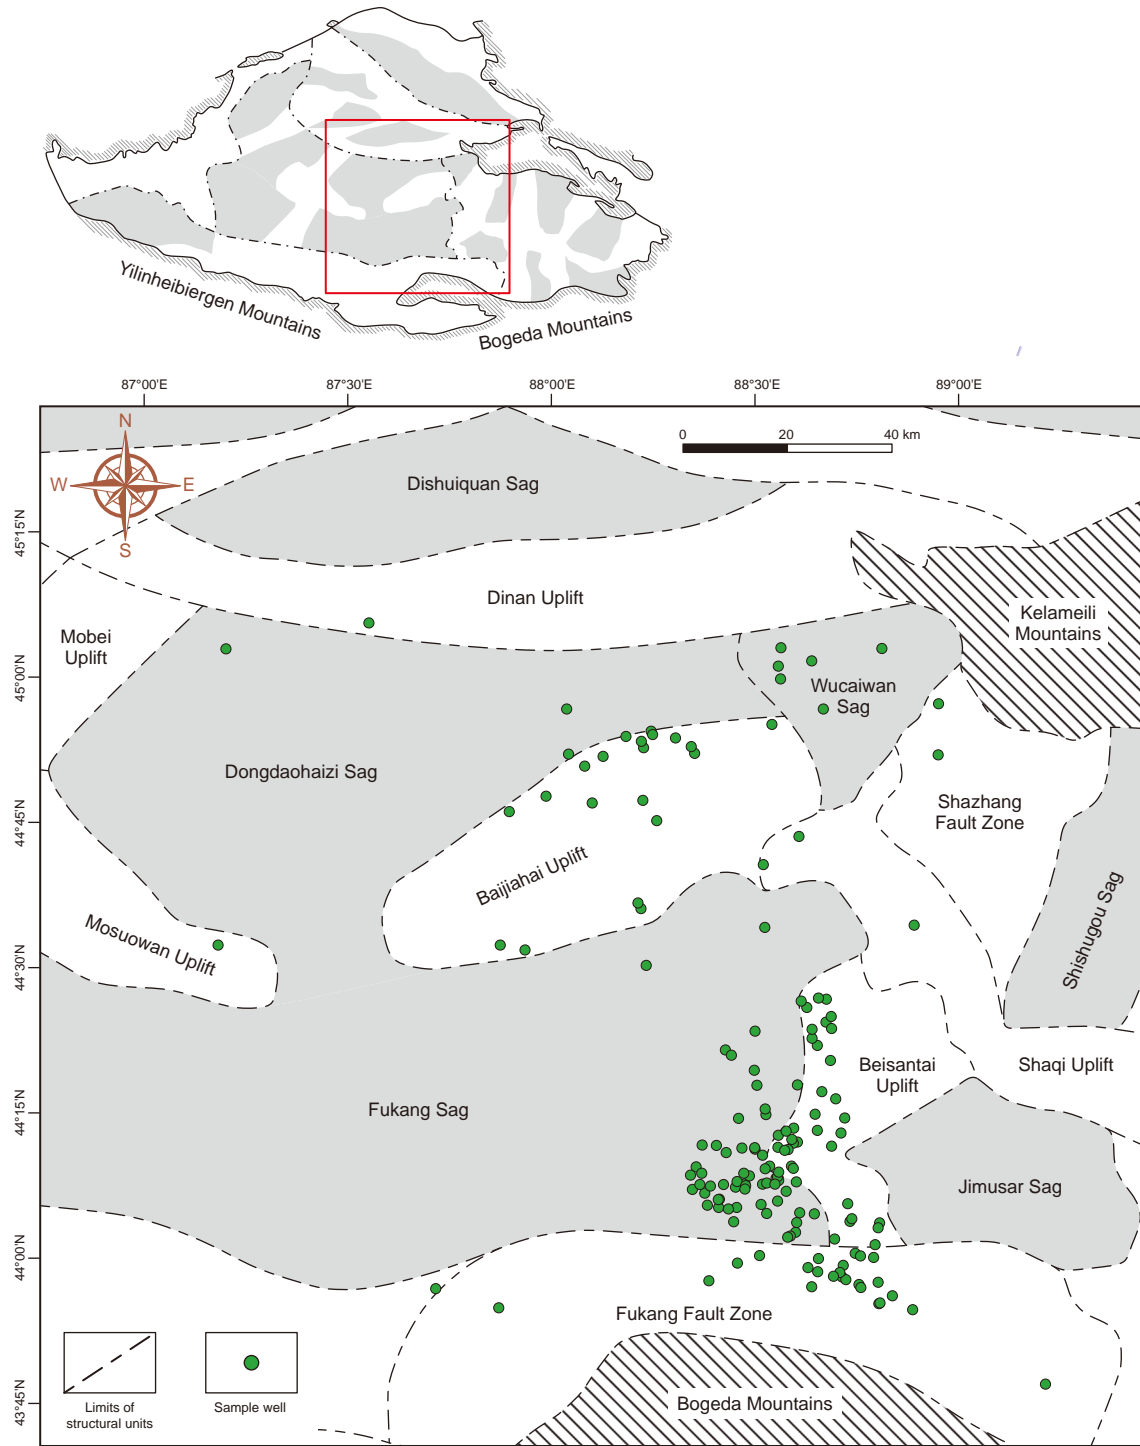 Yilinheibiergen Mountains
Bogeda Mountains
87°00'E
87°30'E
88°00'E
88°30'E
89°00'E
N
W
E
S
0
20
40 km
45°15'N
45°00'N
44°45'N
44°30'N
44°15'N
44°00'N
43°45'N
Dishuiquan Sag
Dinan Uplift
Kelameili
Mountains
Mobei
Uplift
Wucaiwan
Sag
Dongdaohaizi Sag
Shazhang
Fault Zone
Baijiahai Uplift
Shishugou Sag
Mosuowan Uplift
Beisantai
Uplift
Shaqi Uplift
Fukang Sag
Jimusar Sag
Fukang Fault Zone
Bogeda Mountains
Limits of
structural units
Sample well